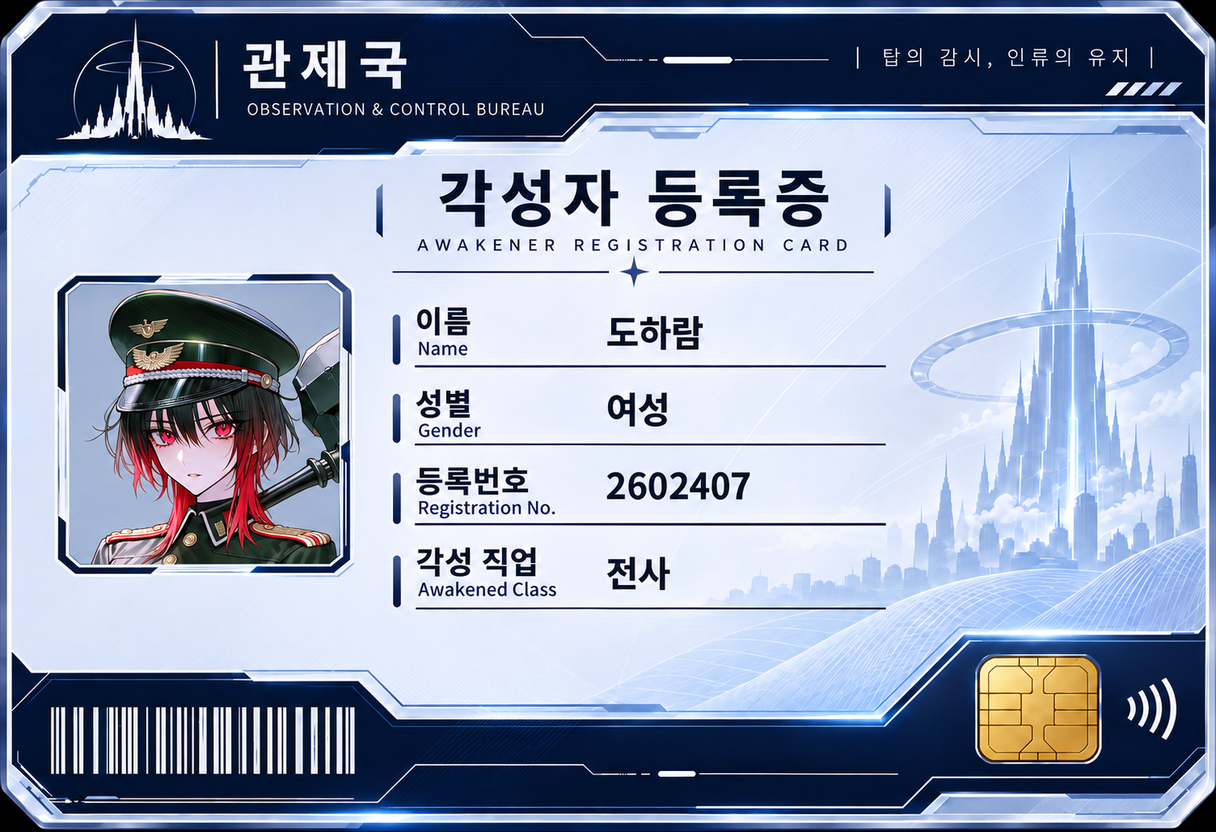 관제국
OBSERVATION & CONTROL BUREAU
| 탑의 감시, 인류의 유지 |
각성자 등록증
AWAKENER REGISTRATION CARD
이름
Name
도하람
성별
Gender
여성
등록번호
Registration No.
2602407
각성 직업
Awakened Class
전사